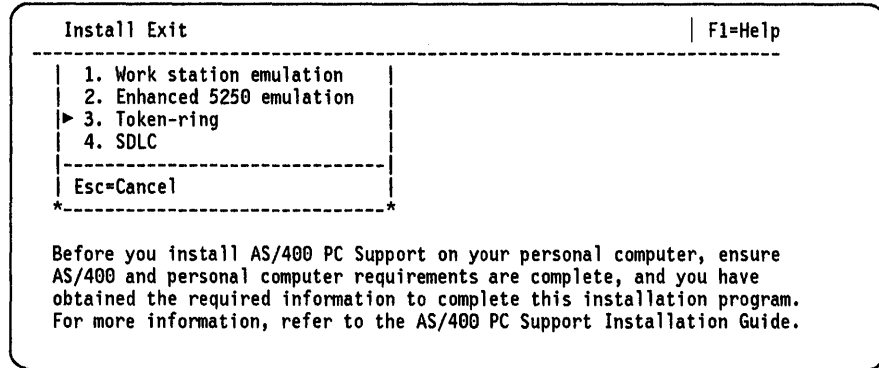 Install Exit | F1=Help
1. Work station emulation
2. Enhanced 5250 emulation
► 3. Token-ring
4. SDLC
Esc=Cancel
Before you install AS/400 PC Support on your personal computer, ensure
AS/400 and personal computer requirements are complete, and you have
obtained the required information to complete this installation program.
For more information, refer to the AS/400 PC Support Installation Guide.